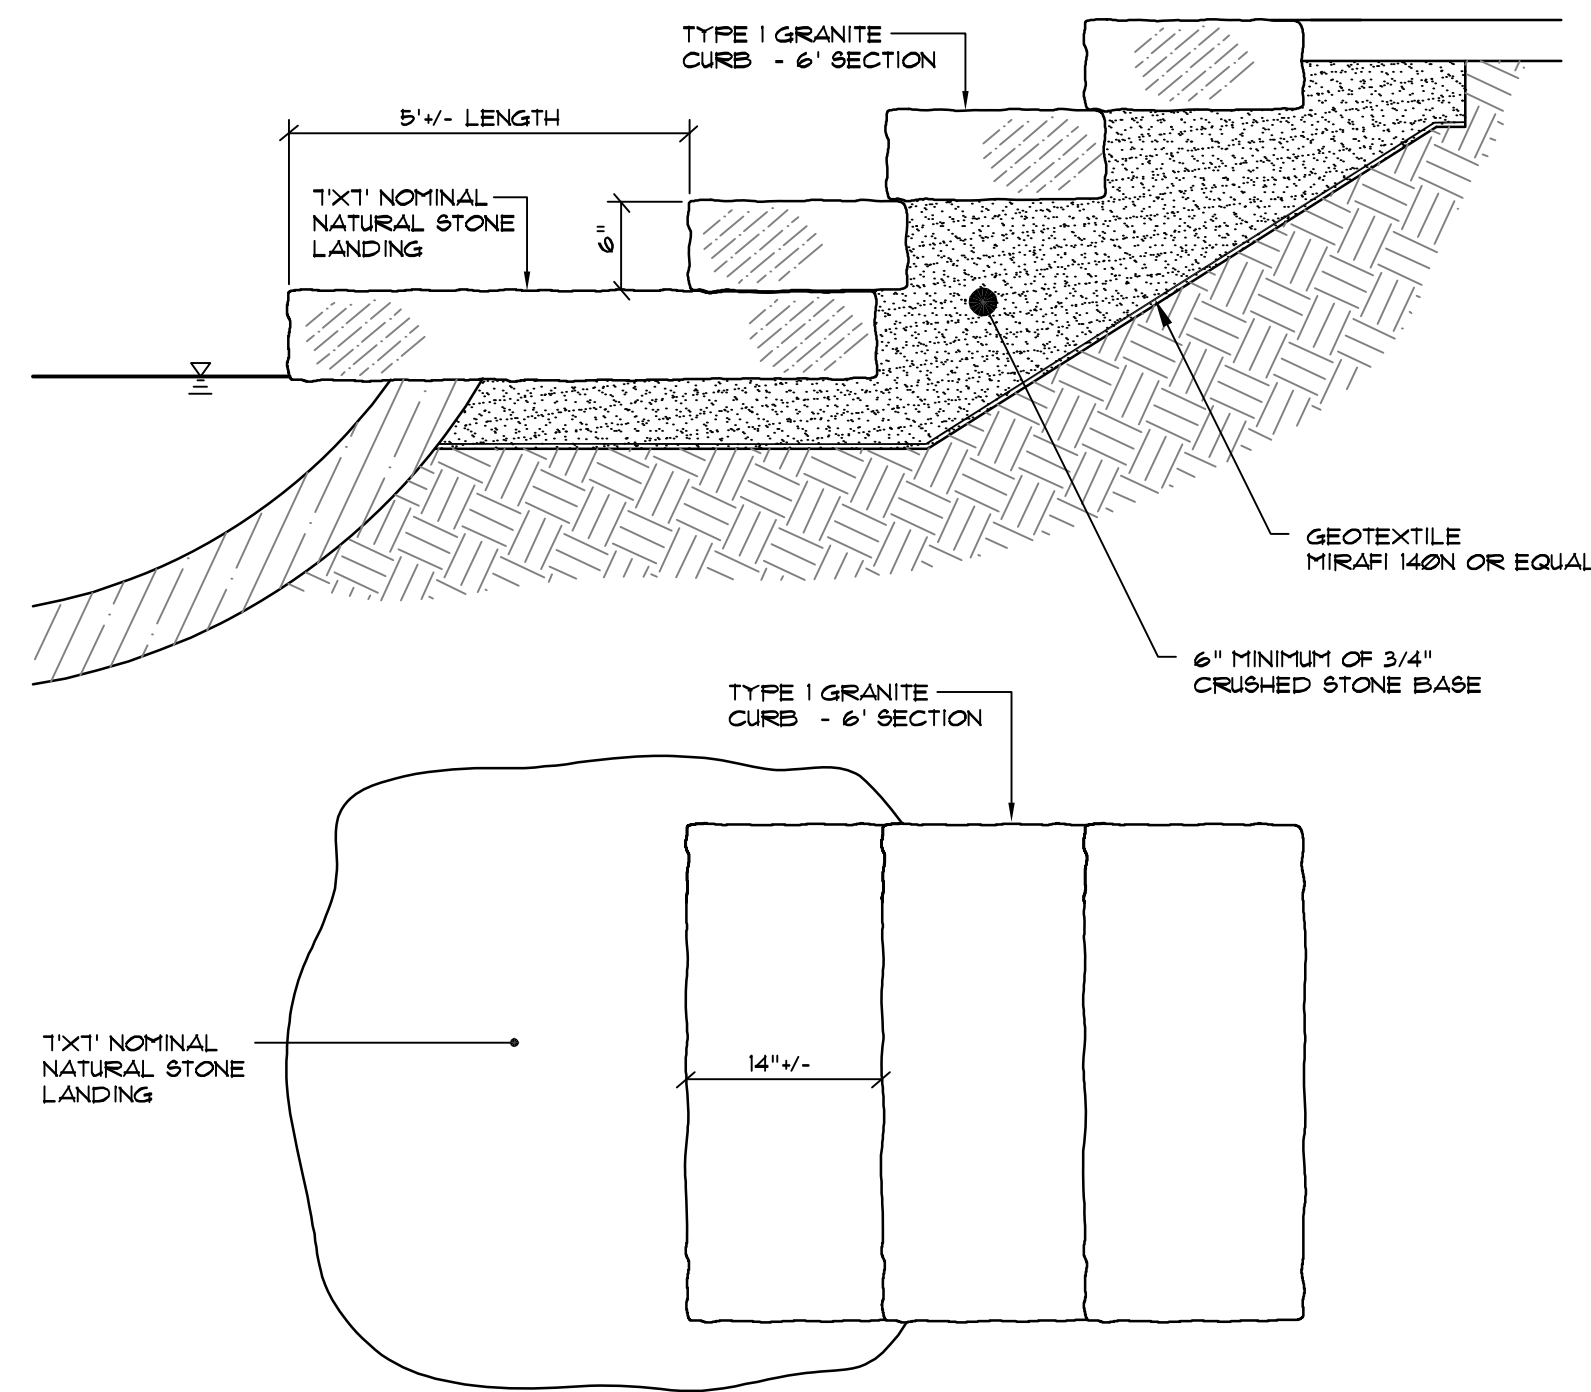 TYPE 1 GRANITE
CURB - 6' SECTION
5'+/- LENGTH
7'X7' NOMINAL
NATURAL STONE
LANDING
6"
GEOTEXTILE
MIRAFI 140N OR EQUAL
6" MINIMUM OF 3/4"
CRUSHED STONE BASE
TYPE 1 GRANITE
CURB - 6' SECTION
7'X7' NOMINAL
NATURAL STONE
LANDING
14"+/-